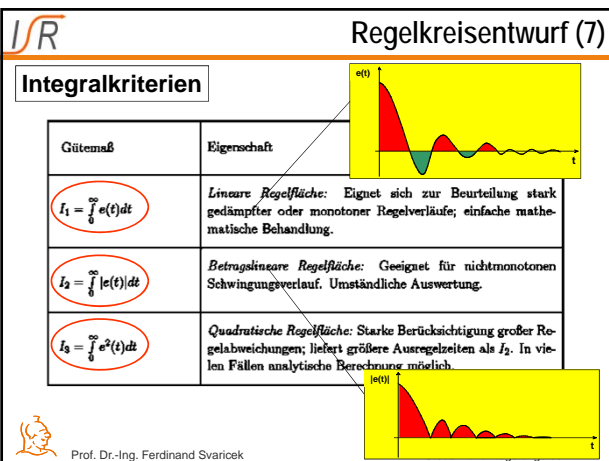 ISR
Regelkreisentwurf (7)
Integralkriterien
e(t)
t
Gütemaß
Eigenschaft
I₁ = ∫₀^∞ e(t)dt
Lineare Regelfläche: Eignet sich zur Beurteilung stark
gedämpfter oder monotoner Regelverläufe; einfache mathe-
matische Behandlung.
I₂ = ∫₀^∞ |e(t)|dt
Betragslineare Regelfläche: Geeignet für nichtmonotonen
Schwingungsverlauf. Umständliche Auswertung.
I₃ = ∫₀^∞ e²(t)dt
Quadratische Regelfläche: Starke Berücksichtigung großer Re-
gelabweichungen; liefert größere Ausregelzeiten als I₂. In vie-
len Fällen analytische Berechnung möglich.
|e(t)|
t
Prof. Dr.-Ing. Ferdinand Svaricek